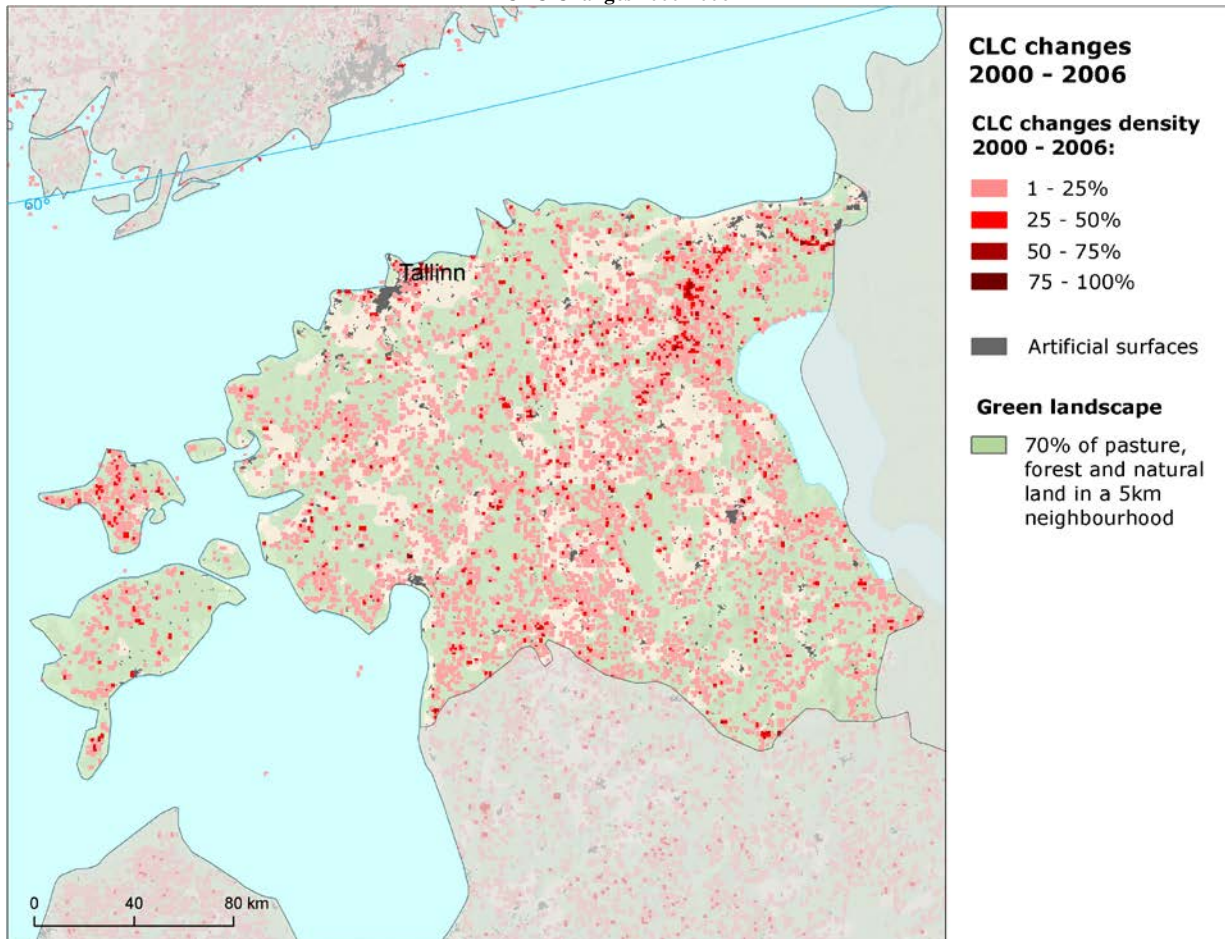 CLC changes
2000 - 2006
CLC changes density
2000 - 2006:
1 - 25%
25 - 50%
50 - 75%
75 - 100%
Artificial surfaces
Green landscape
70% of pasture,
forest and natural
land in a 5km
neighbourhood
60°
Tallinn
0 40 80 km